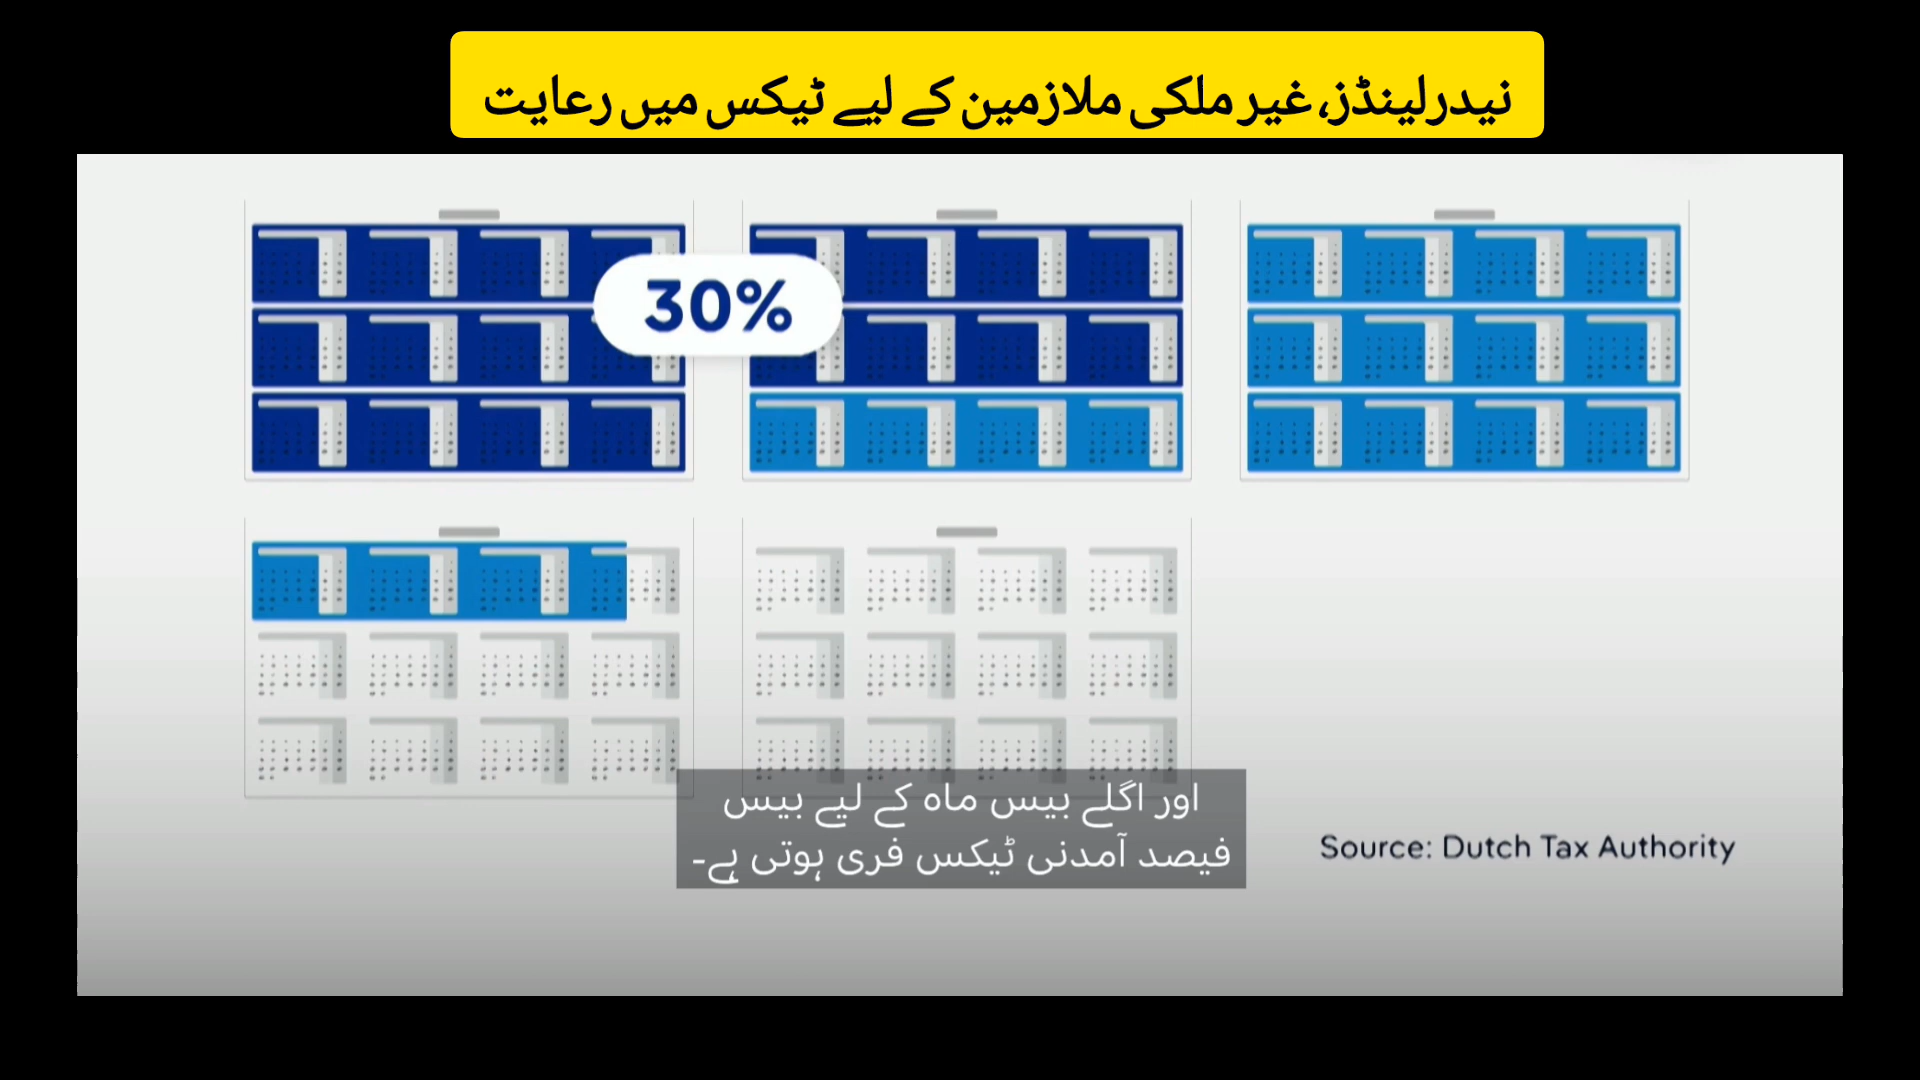 نیدرلینڈز، غیر ملکی ملازمین کے لیے ٹیکس میں رعایت
30%
اور اگلے بیس ماہ کے لیے بیس
فیصد آمدنی ٹیکس فری ہوتی ہے۔
Source: Dutch Tax Authority